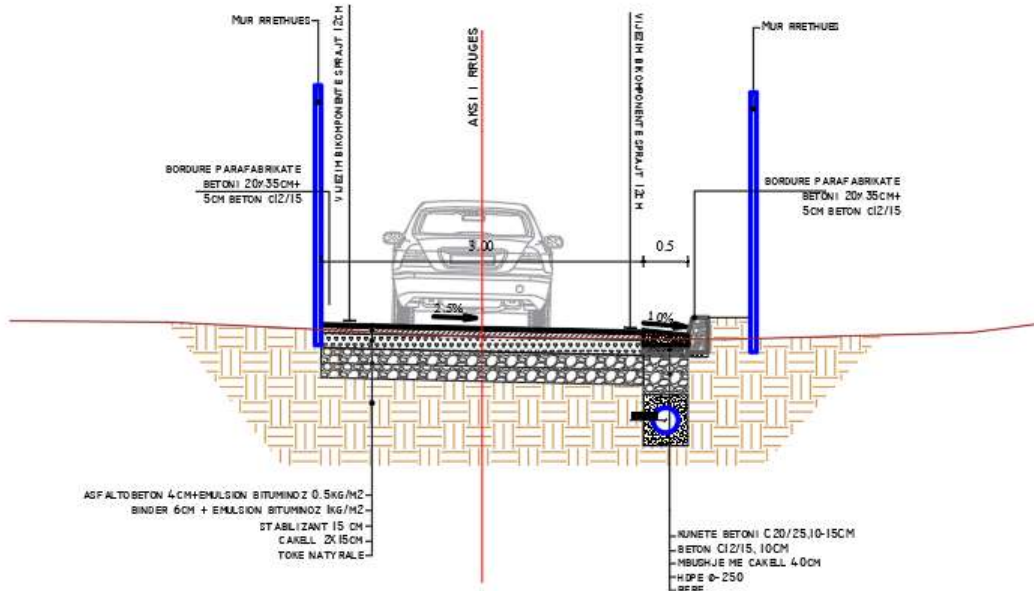 MUR RRETHUES
VIJEZIM BIKOMPONENTE SPRAJT 12CM
AKSI I RRUGES
VIJEZIM BIKOMPONENTE SPRAJT 12CM
MUR RRETHUES
BORDURE PARAFABRIKATE
BETONI 20X35CM+
5CM BETON C12/15
BORDURE PARAFABRIKATE
BETONI 20X35CM+
5CM BETON C12/15
3.00
0.5
2.5%
10%
ASFALTOBETON 4CM+EMULSION BITUMINOZ 0.5KG/M2
BINDER 6CM + EMULSION BITUMINOZ 1KG/M2
STABILIZANT 15 CM
CAKELL 2X15CM
TOKE NATYRALE
KUNETE BETONI C20/25,10-15CM
BETON C12/15, 10CM
MBUSHJE ME CAKELL 40CM
HDPE Ø-250